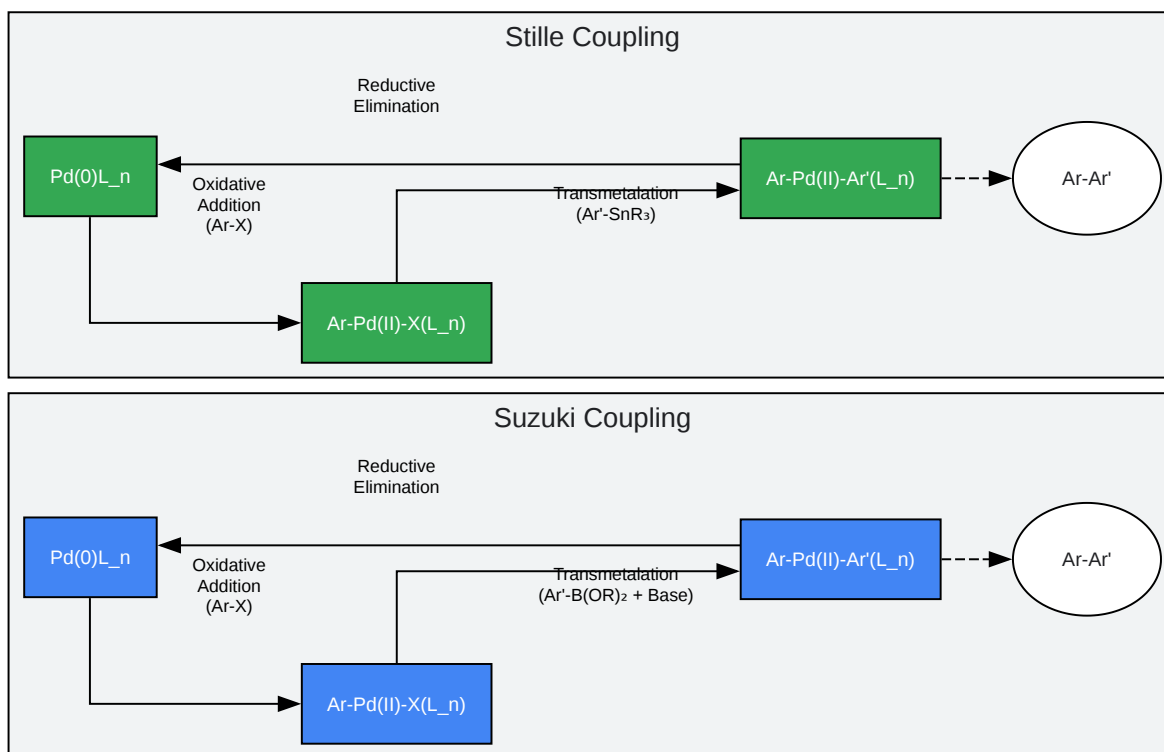 Stille Coupling
Reductive
Elimination
Pd(0)L_n
Oxidative
Addition
(Ar-X)
Transmetalation
(Ar'-SnR₃)
Ar-Pd(II)-Ar'(L_n)
Ar-Ar'
Ar-Pd(II)-X(L_n)
Suzuki Coupling
Reductive
Elimination
Pd(0)L_n
Oxidative
Addition
(Ar-X)
Transmetalation
(Ar'-B(OR)₂ + Base)
Ar-Pd(II)-Ar'(L_n)
Ar-Ar'
Ar-Pd(II)-X(L_n)